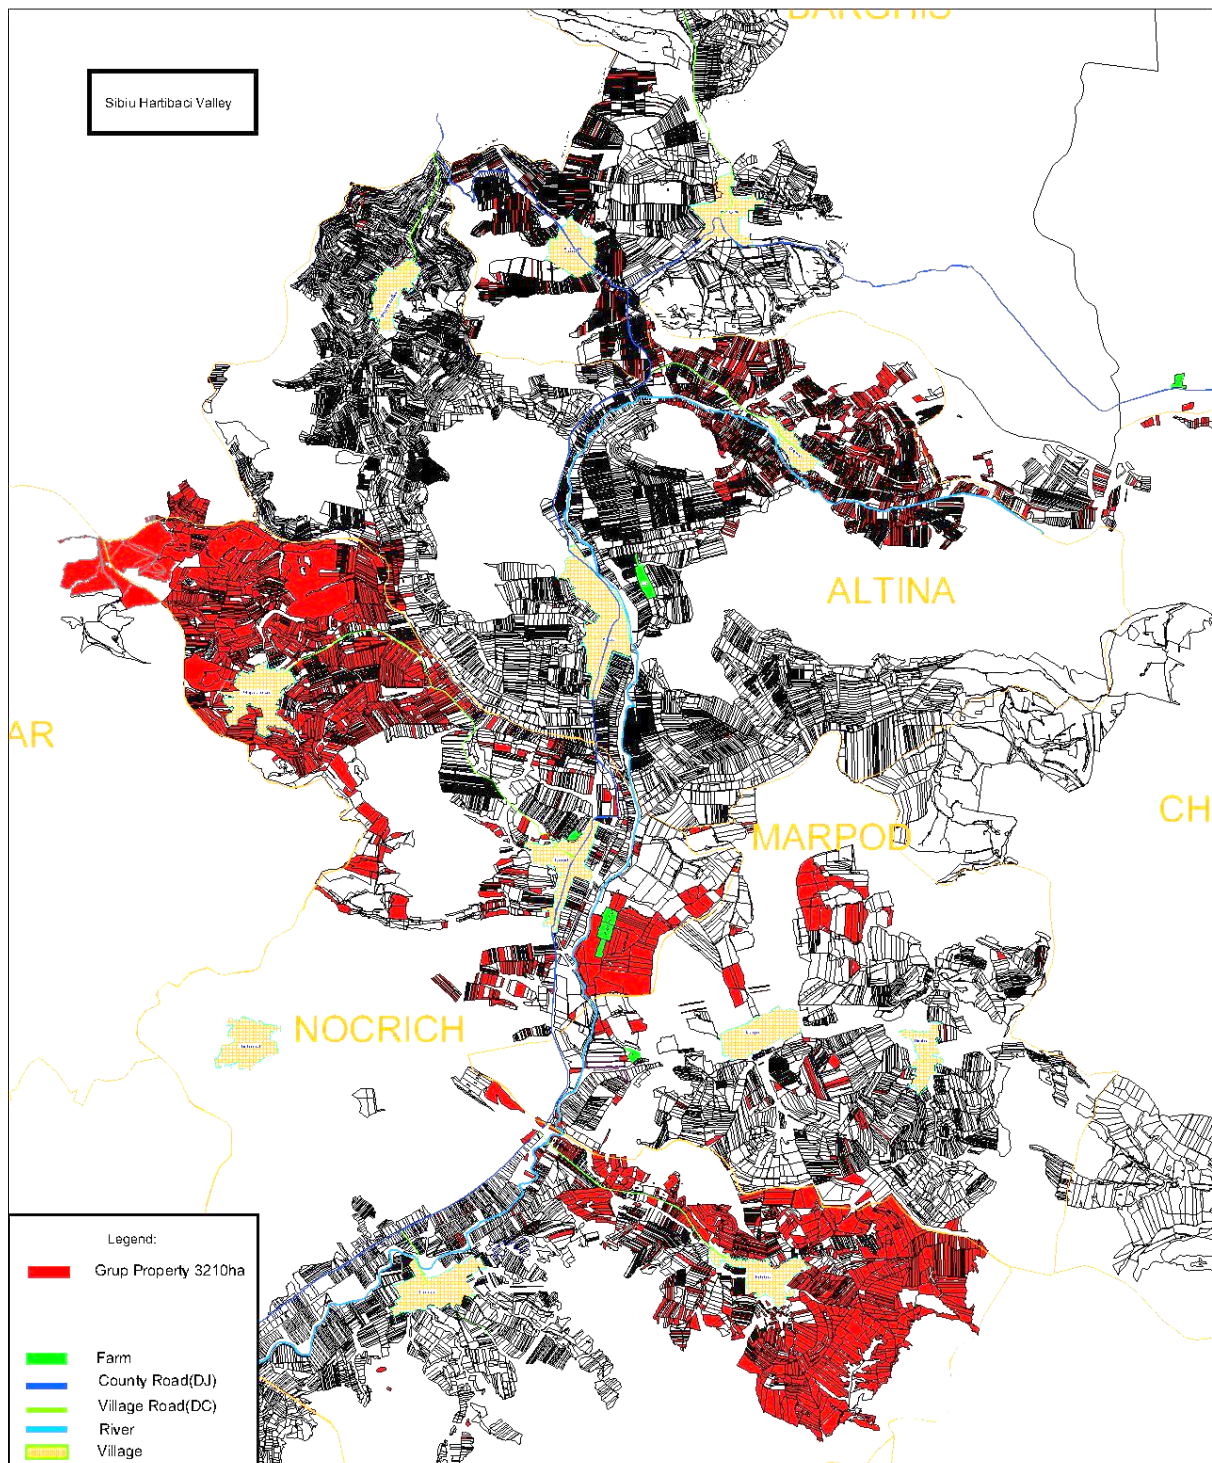 BARGHIS
Sibiu Hartibaci Valley
ALTINA
AR
CH
MARPOD
NOCRICH
Legend:
Grup Property 3210ha
Farm
County Road(DJ)
Village Road(DC)
River
Village